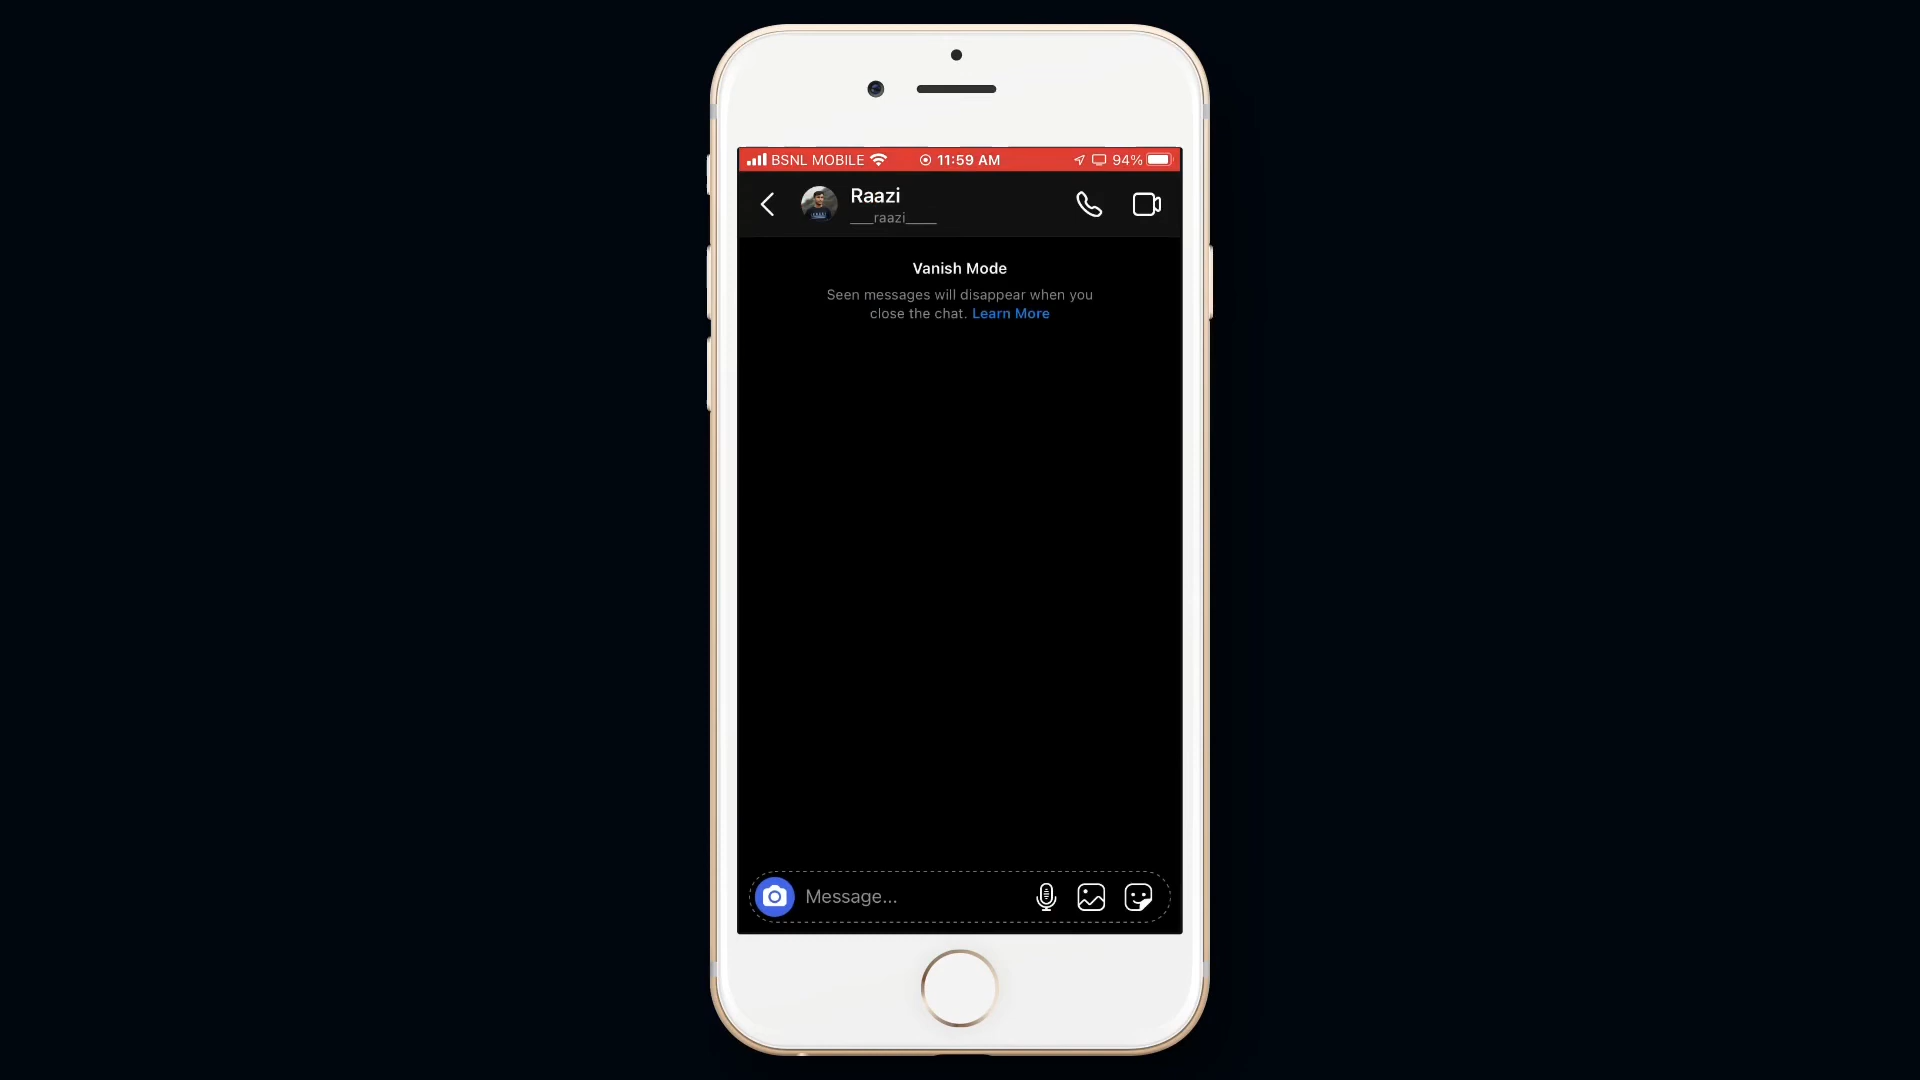 BSNL MOBILE 11:59 AM 94%
Raazi
___raazi____
Vanish Mode
Seen messages will disappear when you
close the chat. Learn More
Message...